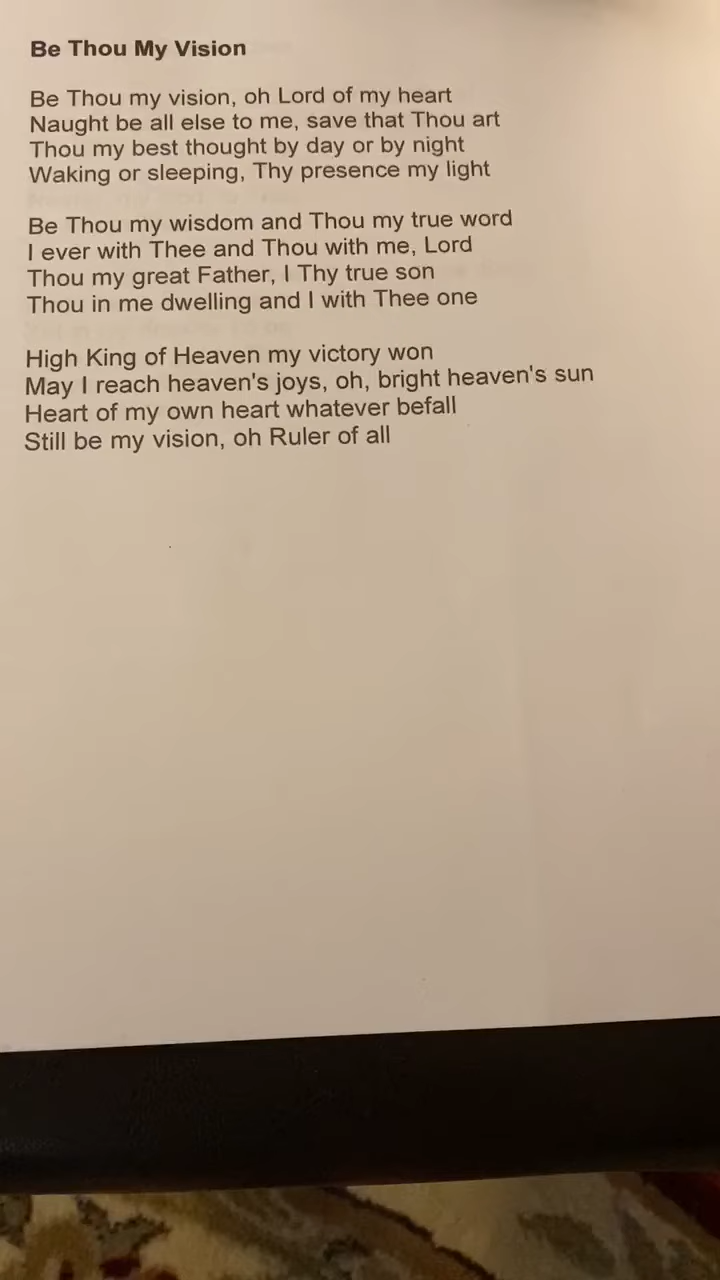 Be Thou My Vision
Be Thou my vision, oh Lord of my heart
Naught be all else to me, save that Thou art
Thou my best thought by day or by night
Waking or sleeping, Thy presence my light
Be Thou my wisdom and Thou my true word
I ever with Thee and Thou with me, Lord
Thou my great Father, I Thy true son
Thou in me dwelling and I with Thee one
High King of Heaven my victory won
May I reach heaven's joys, oh, bright heaven's sun
Heart of my own heart whatever befall
Still be my vision, oh Ruler of all